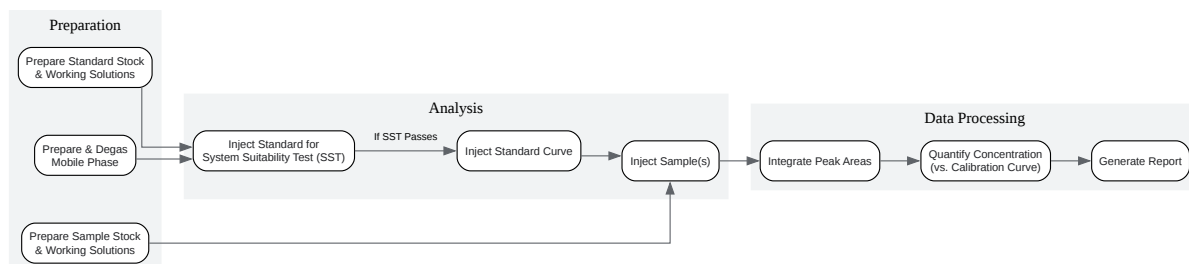 Preparation
Prepare Standard Stock
& Working Solutions
Prepare & Degas
Mobile Phase
Prepare Sample Stock
& Working Solutions
Analysis
Inject Standard for
System Suitability Test (SST)
If SST Passes
Inject Standard Curve
Inject Sample(s)
Data Processing
Integrate Peak Areas
Quantify Concentration
(vs. Calibration Curve)
Generate Report